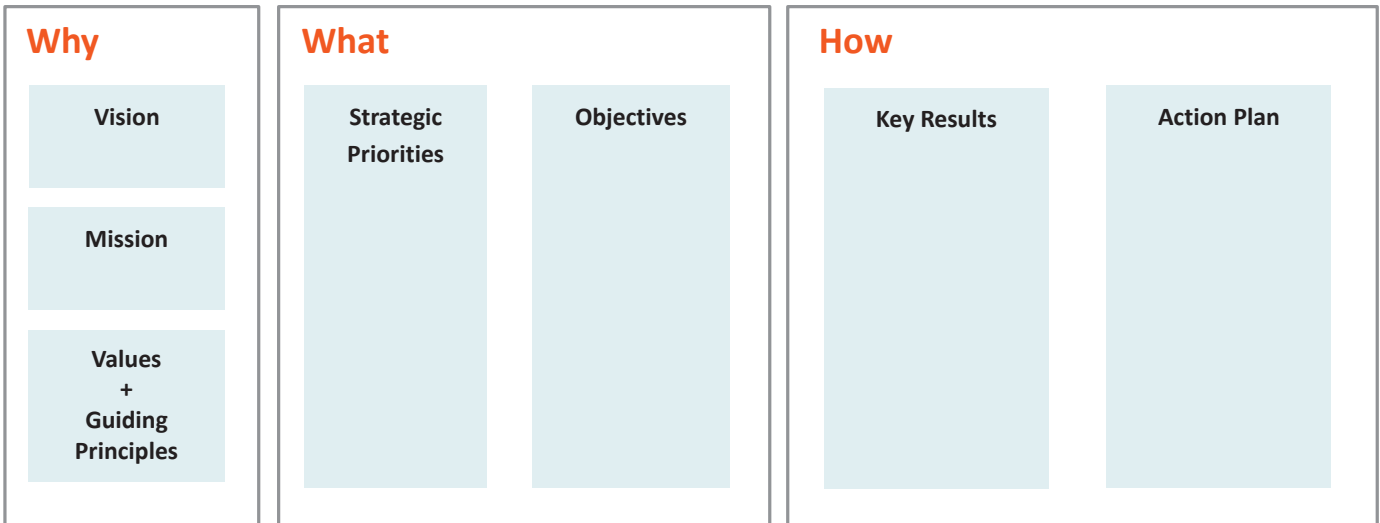 Why
Vision
Mission
Values
+
Guiding
Principles
What
Strategic
Priorities
Objectives
How
Key Results
Action Plan